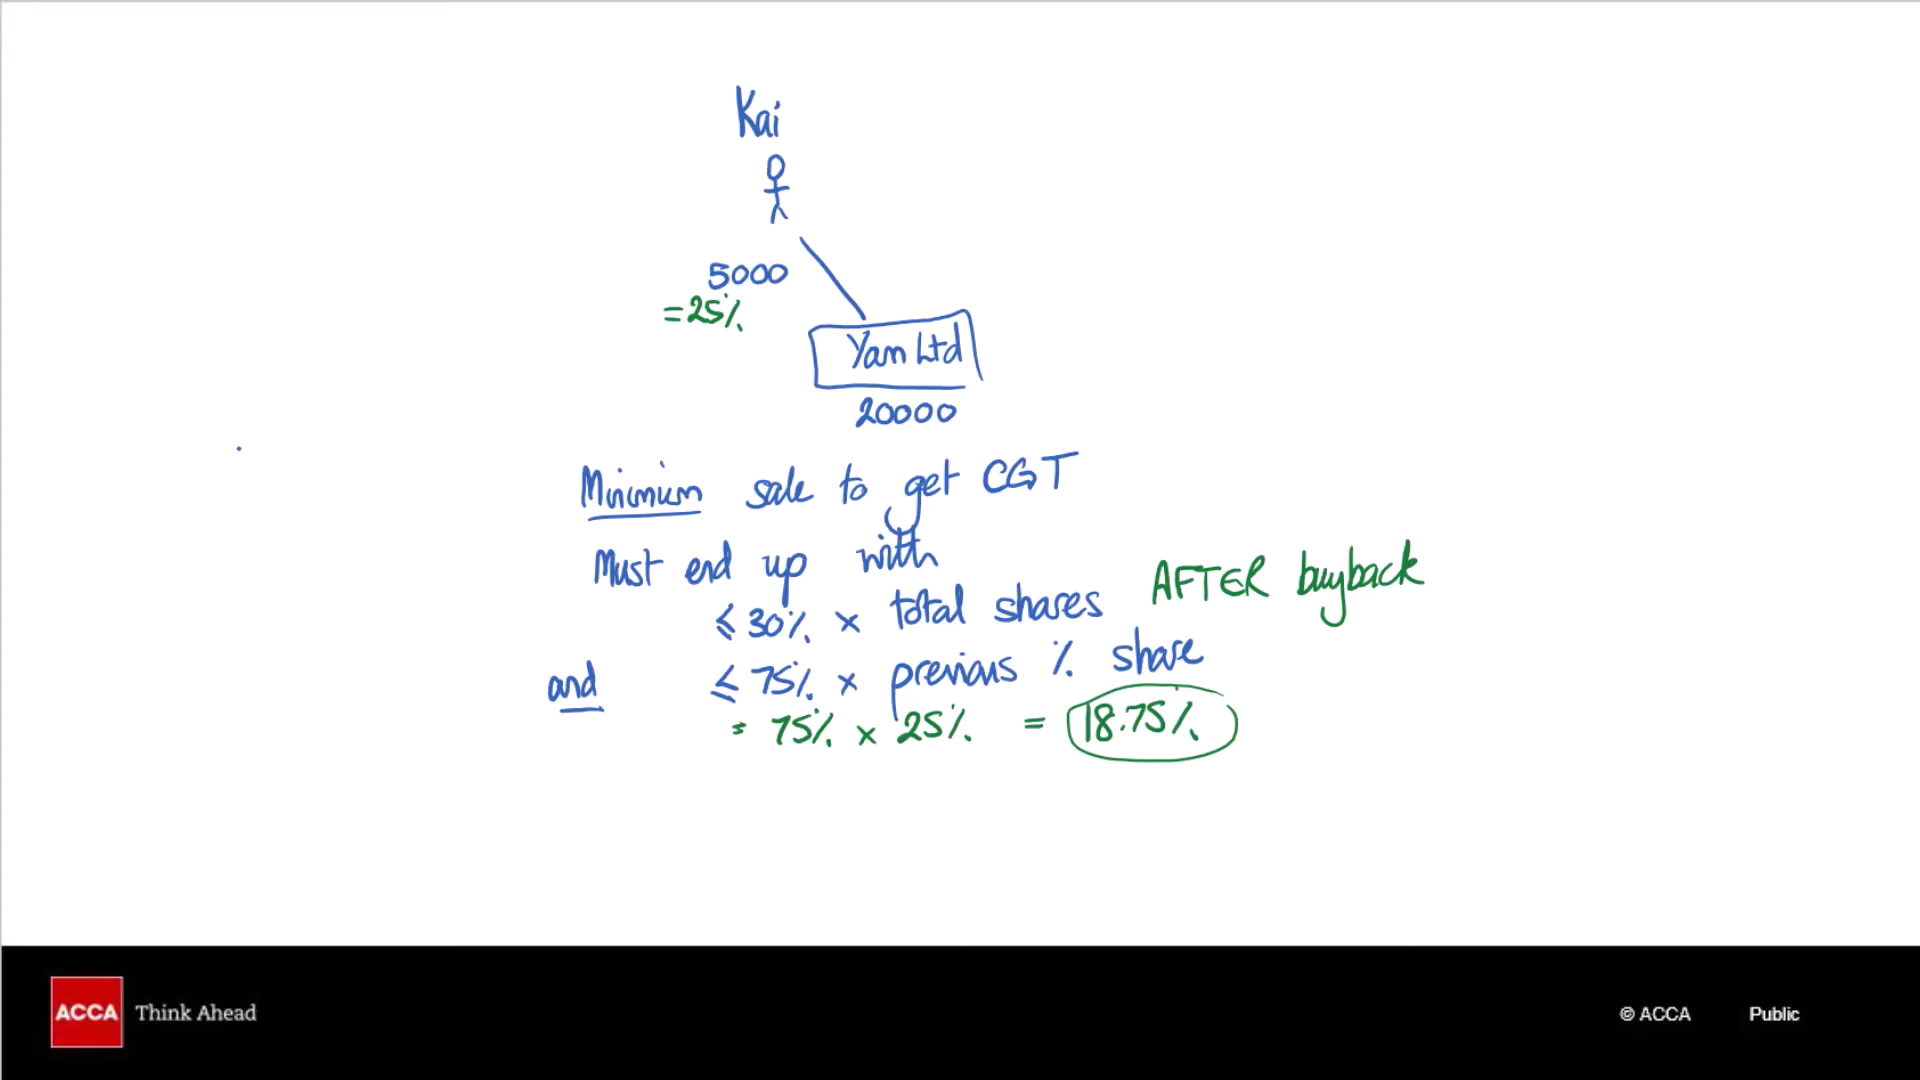 Kai
5000
= 25%
Yam Ltd
20000
Minimum sale to get CGT
Must end up with
≤ 30% × total shares AFTER buyback
and ≤ 75% × previous % share
= 75% × 25% = 18.75%
ACCA Think Ahead
© ACCA Public